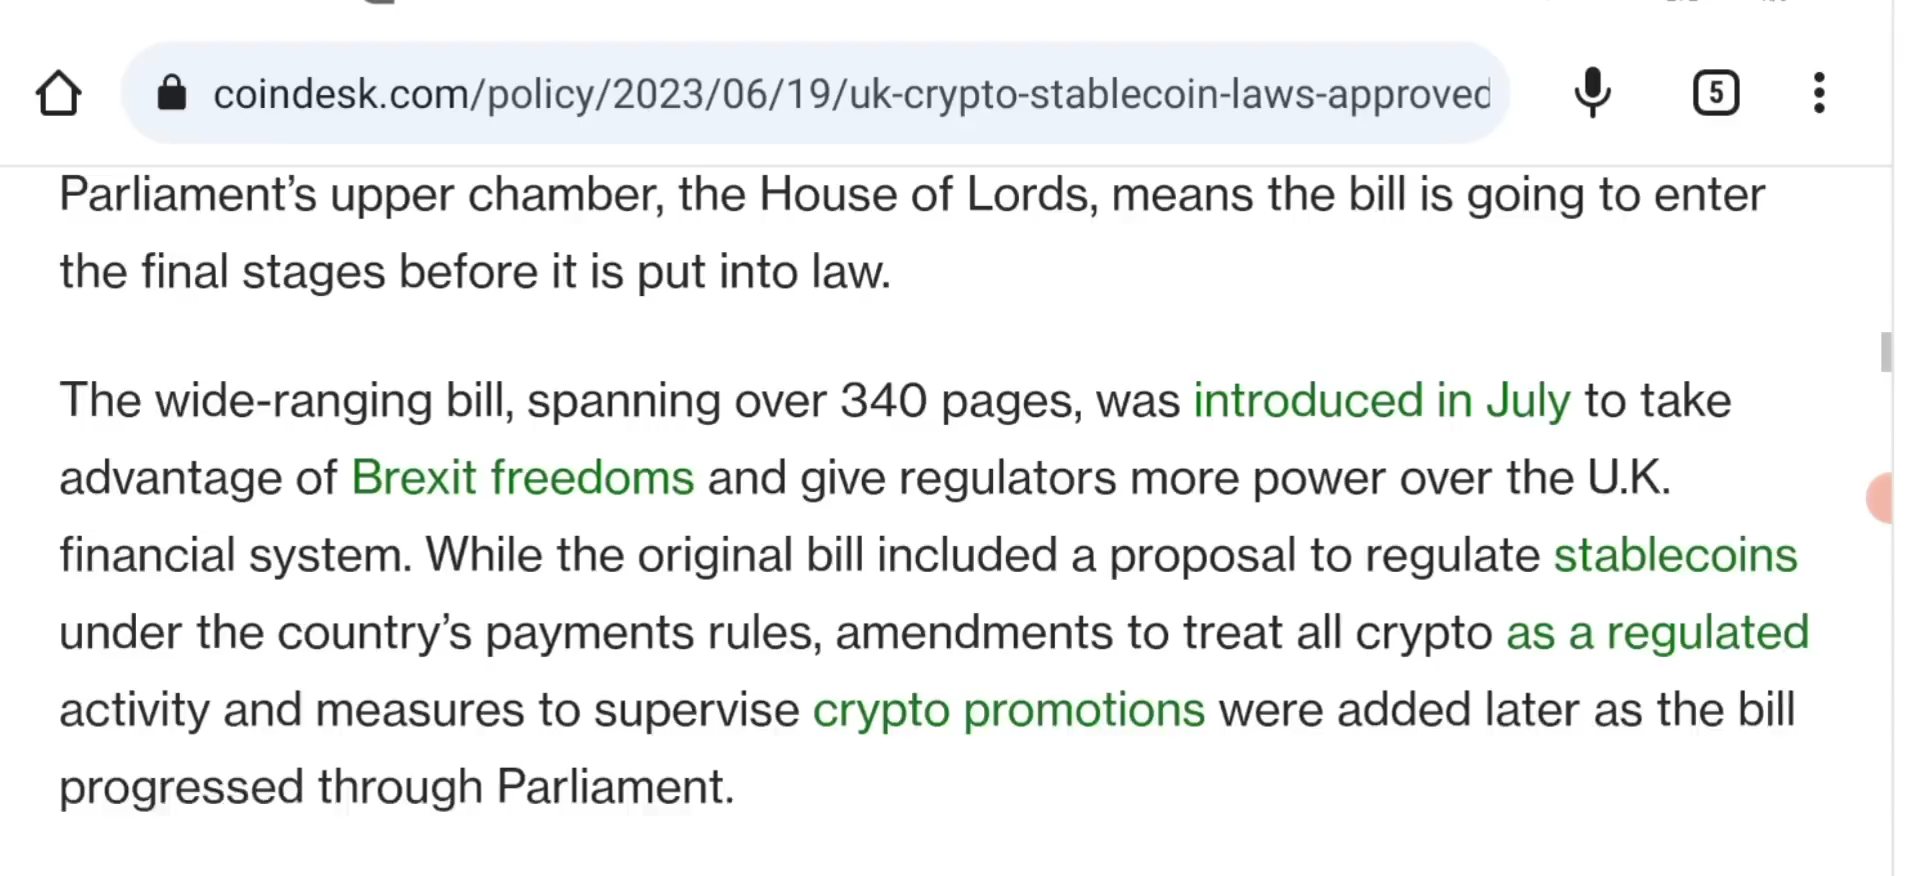 coindesk.com/policy/2023/06/19/uk-crypto-stablecoin-laws-approved
5
Parliament’s upper chamber, the House of Lords, means the bill is going to enter
the final stages before it is put into law.
The wide-ranging bill, spanning over 340 pages, was introduced in July to take
advantage of Brexit freedoms and give regulators more power over the U.K.
financial system. While the original bill included a proposal to regulate stablecoins
under the country’s payments rules, amendments to treat all crypto as a regulated
activity and measures to supervise crypto promotions were added later as the bill
progressed through Parliament.